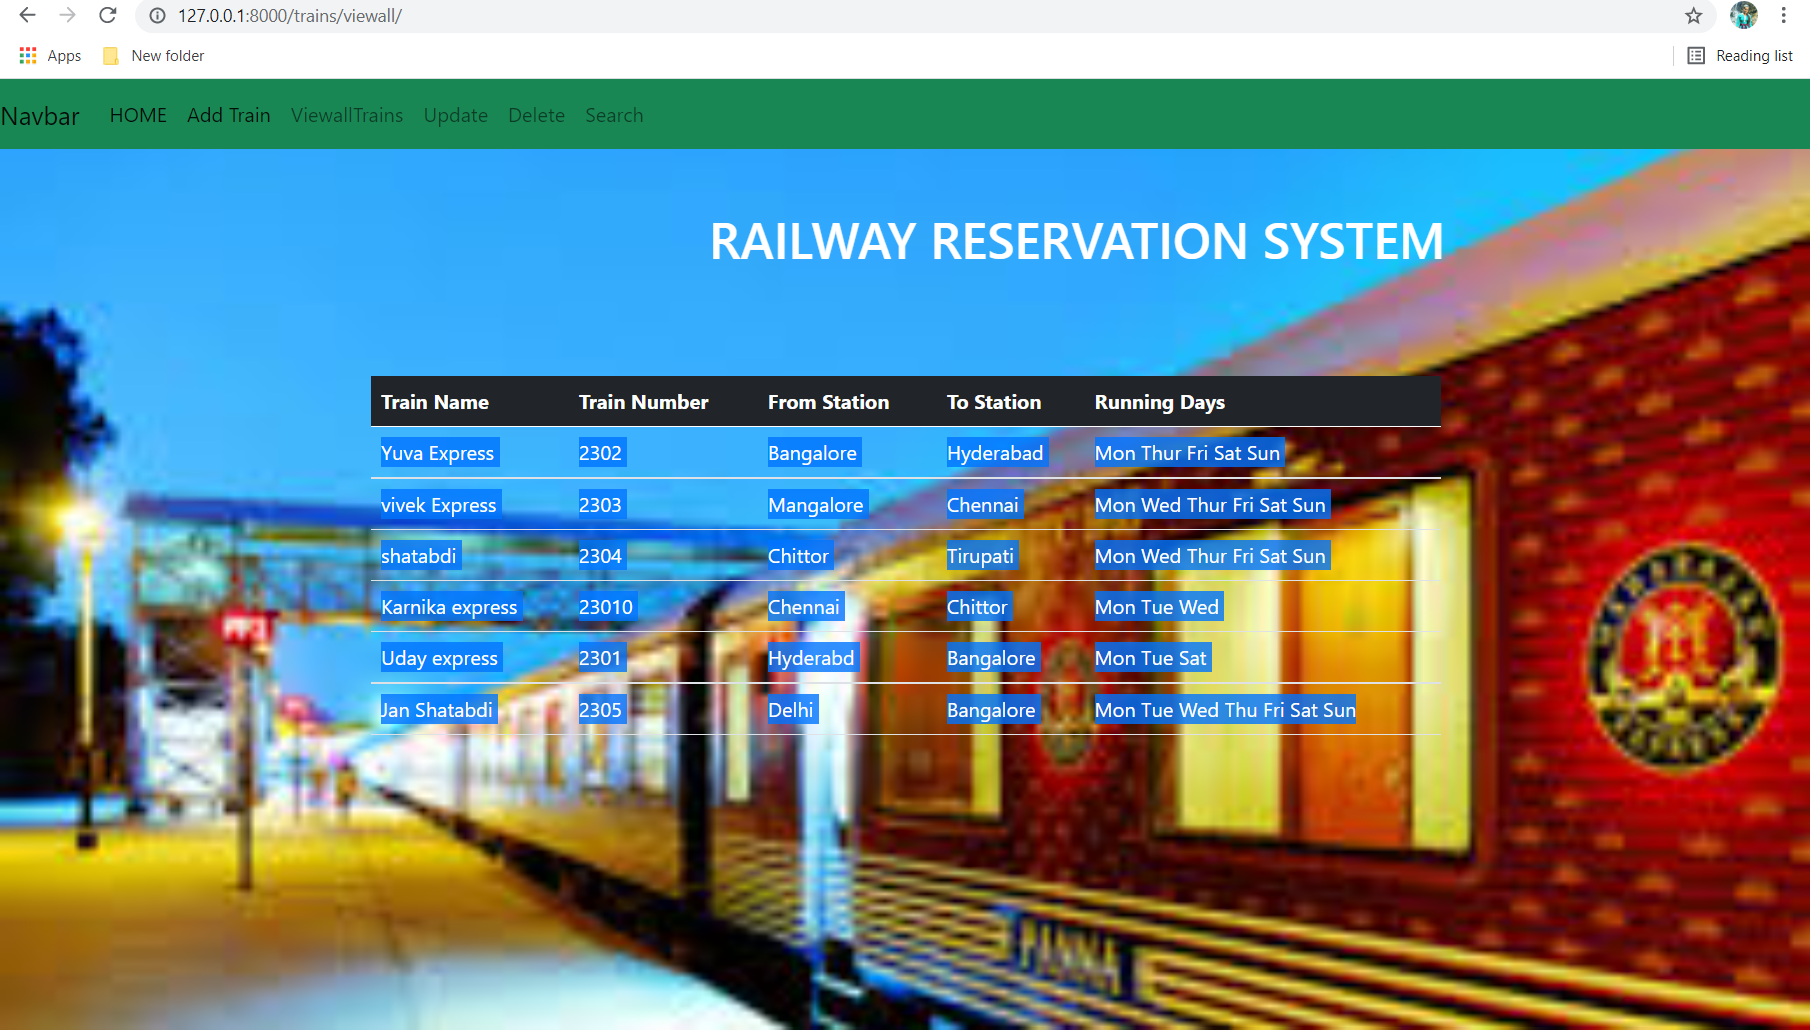 127.0.0.1:8000/trains/viewall/
Apps New folder Reading list
Navbar HOME Add Train ViewallTrains Update Delete Search
RAILWAY RESERVATION SYSTEM
Train Name Train Number From Station To Station Running Days
Yuva Express 2302 Bangalore Hyderabad Mon Thur Fri Sat Sun
vivek Express 2303 Mangalore Chennai Mon Wed Thur Fri Sat Sun
shatabdi 2304 Chittor Tirupati Mon Wed Thur Fri Sat Sun
Karnika express 23010 Chennai Chittor Mon Tue Wed
Uday express 2301 Hyderabd Bangalore Mon Tue Sat
Jan Shatabdi 2305 Delhi Bangalore Mon Tue Wed Thu Fri Sat Sun